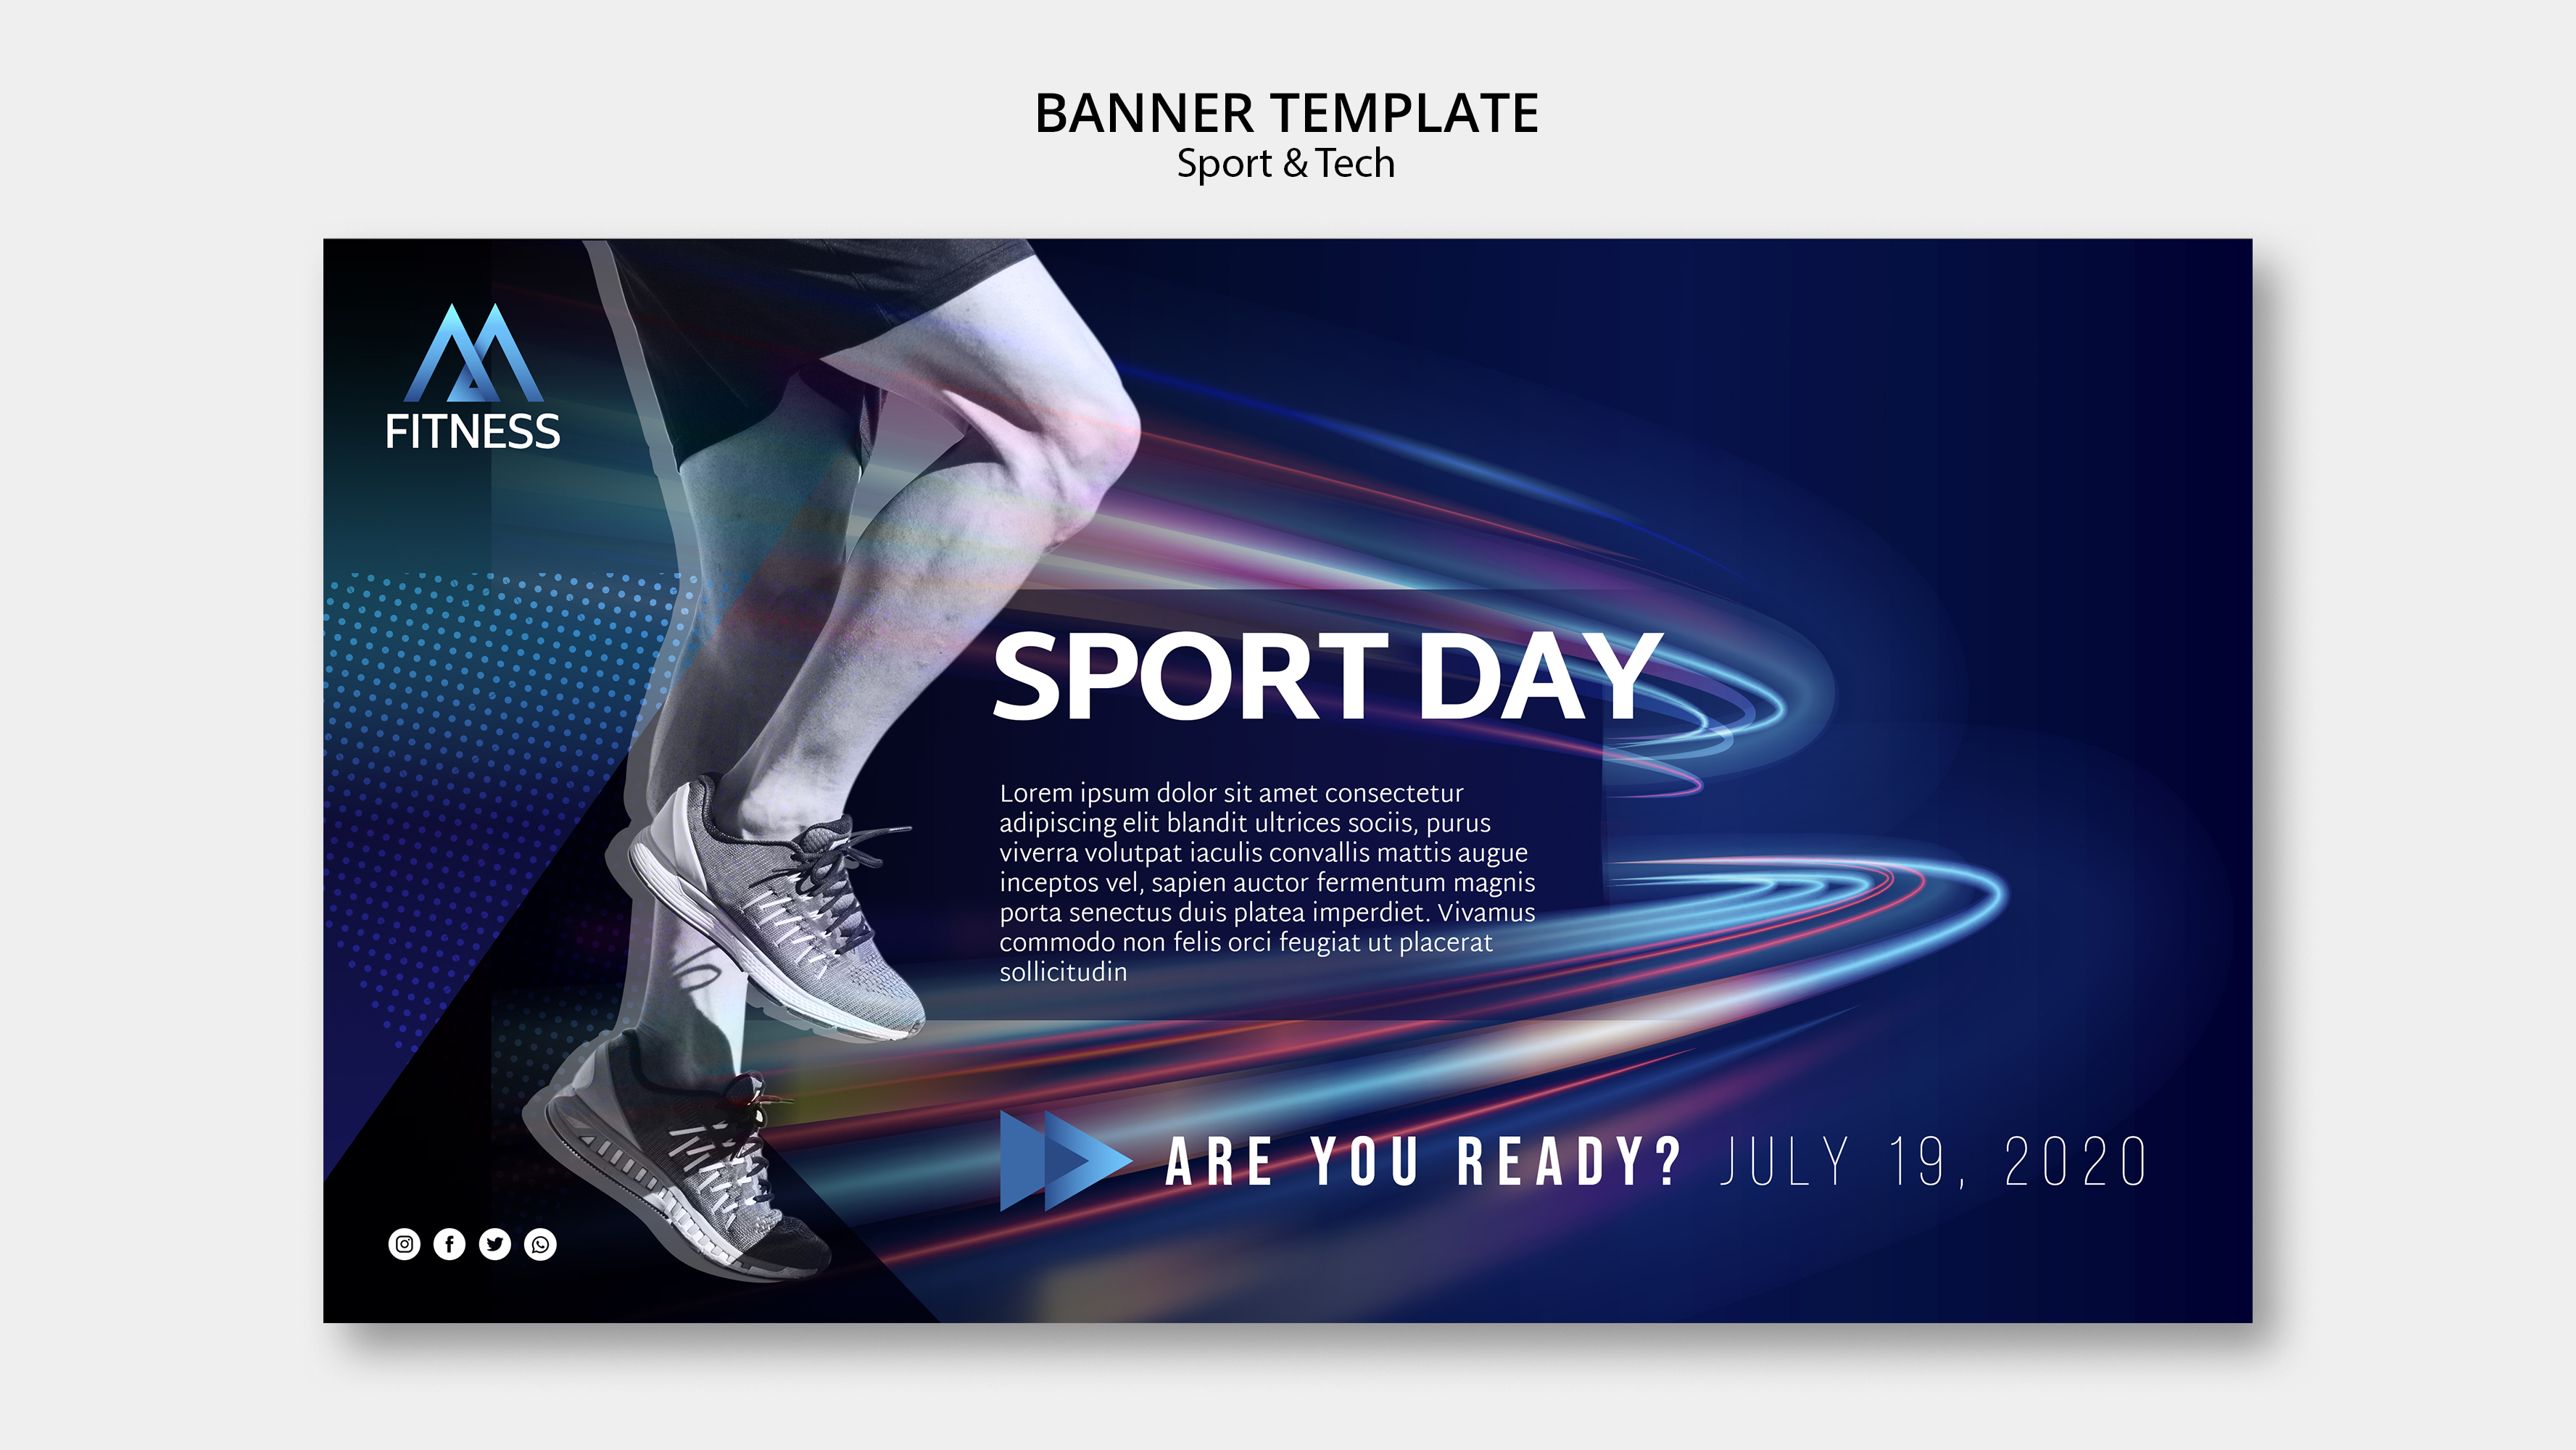 BANNER TEMPLATE
Sport & Tech
FITNESS
SPORT DAY
Lorem ipsum dolor sit amet consectetur
adipiscing elit blandit ultrices sociis, purus
viverra volutpat iaculis convallis mattis augue
inceptos vel, sapien auctor fermentum magnis
porta senectus duis platea imperdiet. Vivamus
commodo non felis orci feugiat ut placerat
sollicitudin
ARE YOU READY? JULY 19, 2020